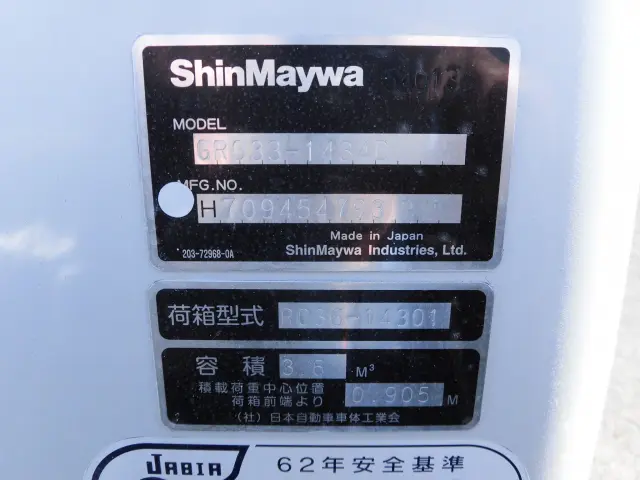 ShinMaywa
MODEL
MFG.NO.
Made in Japan
203-72968-0A ShinMaywa Industries, Ltd.
荷箱型式
容積 3.6 M³
積載荷重中心位置
荷箱前端より 0.905 M
(社)日本自動車車体工業会
JABIA 62年安全基準